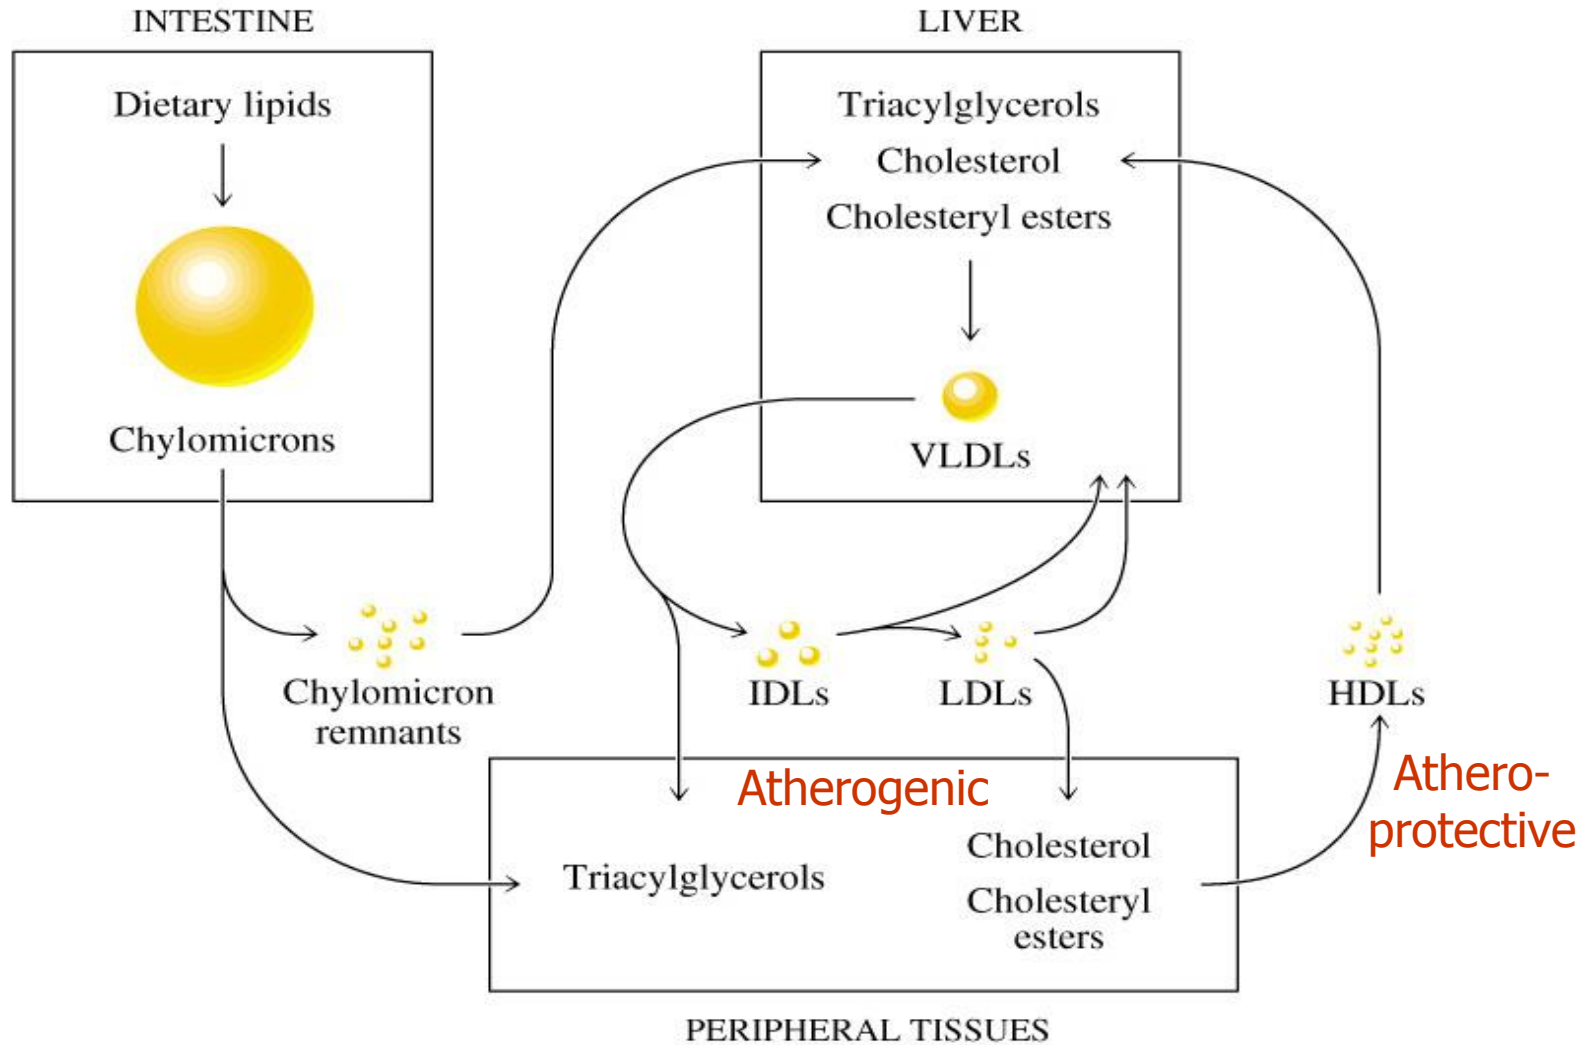 INTESTINE
Dietary lipids
Chylomicrons
LIVER
Triacylglycerols
Cholesterol
Cholesteryl esters
VLDLs
Chylomicron
remnants
IDLs
LDLs
HDLs
Atherogenic
Athero-
protective
Triacylglycerols
Cholesterol
Cholesteryl
esters
PERIPHERAL TISSUES